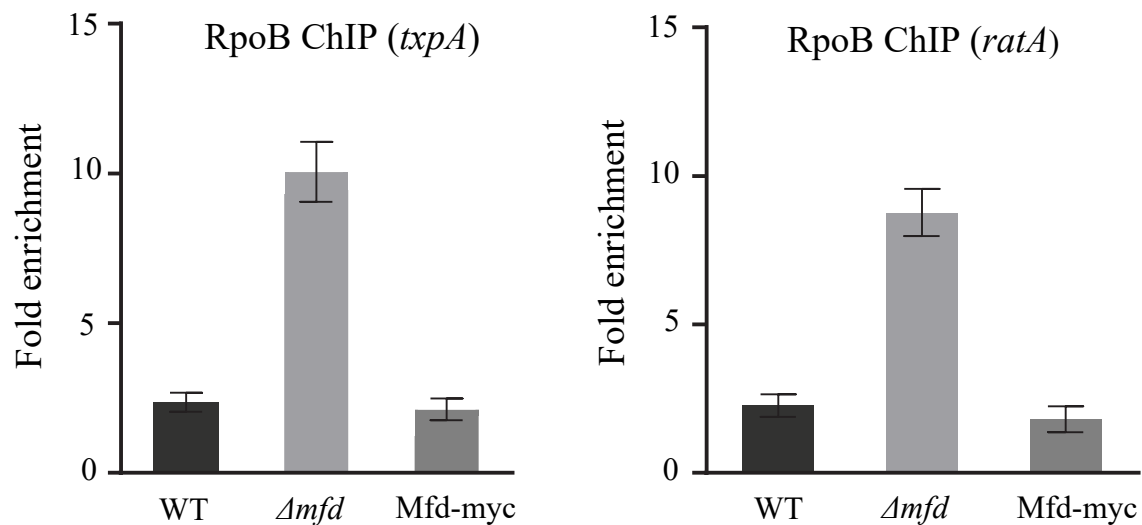 RpoB ChIP (txpA)
Fold enrichment
15
10
5
0
WT Δmfd Mfd-myc
RpoB ChIP (ratA)
Fold enrichment
15
10
5
0
WT Δmfd Mfd-myc